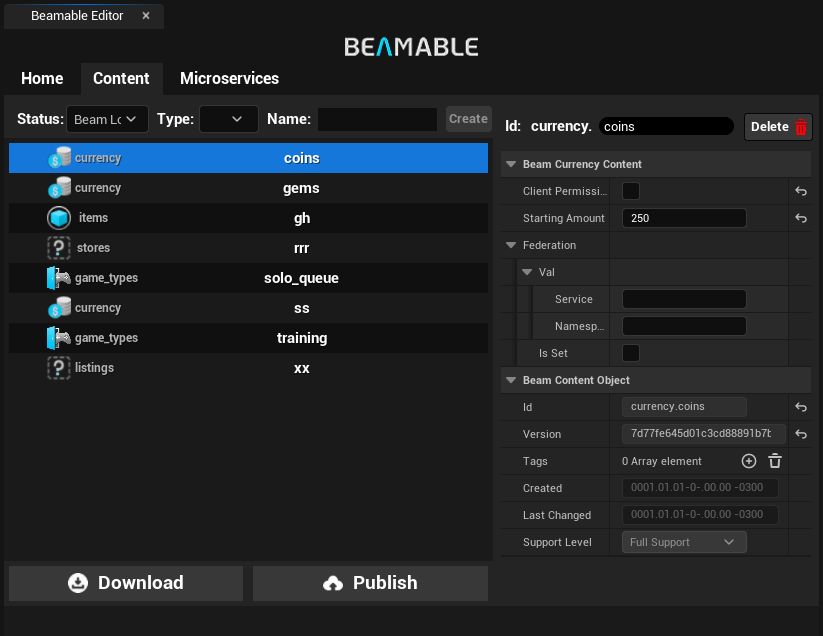 Beamable Editor ×
BEAMABLE
Home Content Microservices
Status: Beam Lc Type: Name: Create
Id: currency. coins Delete
currency coins
currency gems
items gh
stores rrr
game_types solo_queue
currency ss
game_types training
listings xx
Beam Currency Content
Client Permissi...
Starting Amount 250
Federation
Val
Service
Namesp...
Is Set
Beam Content Object
Id currency.coins
Version 7d77fe645d01c3cd88891b7b
Tags 0 Array element
Created 0001.01.01-0-.00.00 -0300
Last Changed 0001.01.01-0-.00.00 -0300
Support Level Full Support
Download Publish